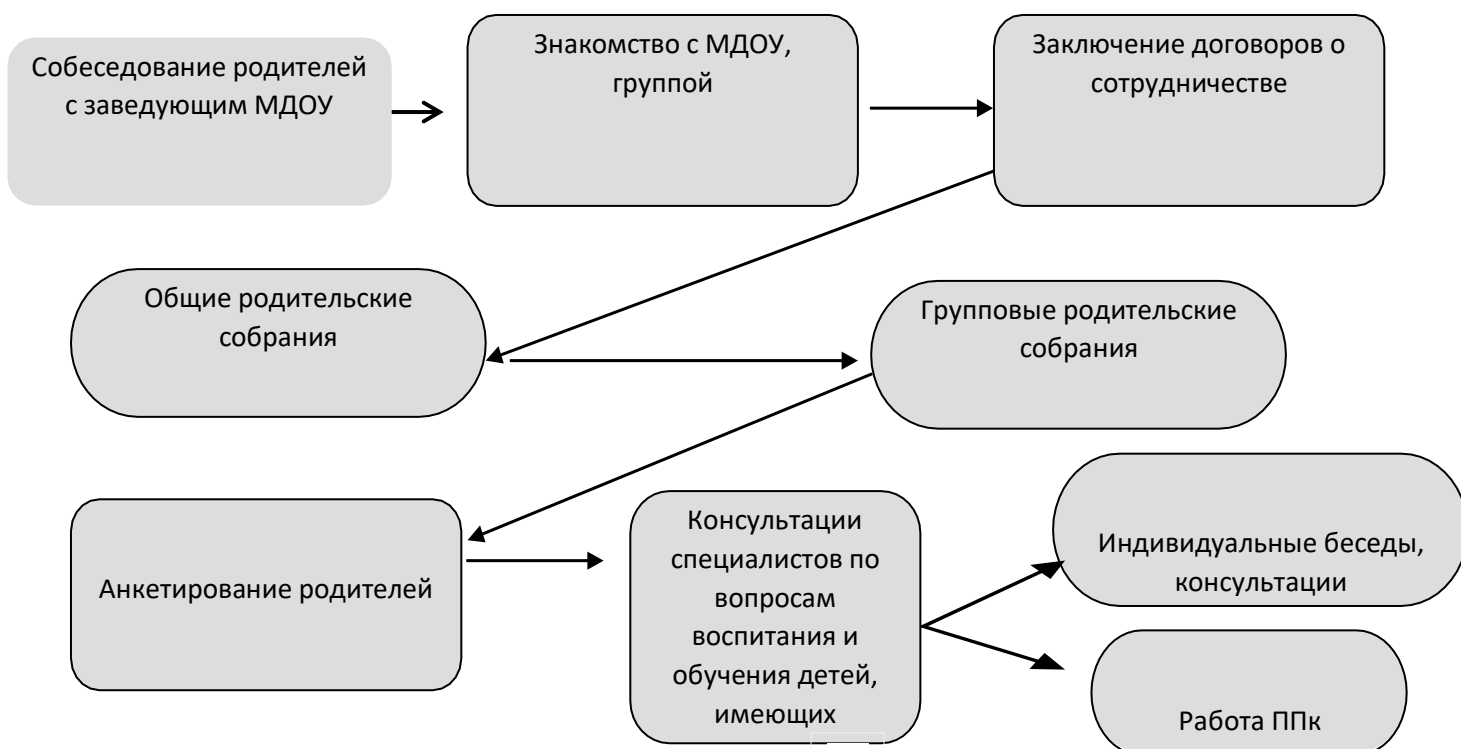 Собеседование родителей
с заведующим МДОУ
Знакомство с МДОУ,
группой
Заключение договоров о
сотрудничестве
Общие родительские
собрания
Групповые родительские
собрания
Анкетирование родителей
Консультации
специалистов по
вопросам
воспитания и
обучения детей,
имеющих
Индивидуальные беседы,
консультации
Работа ППк